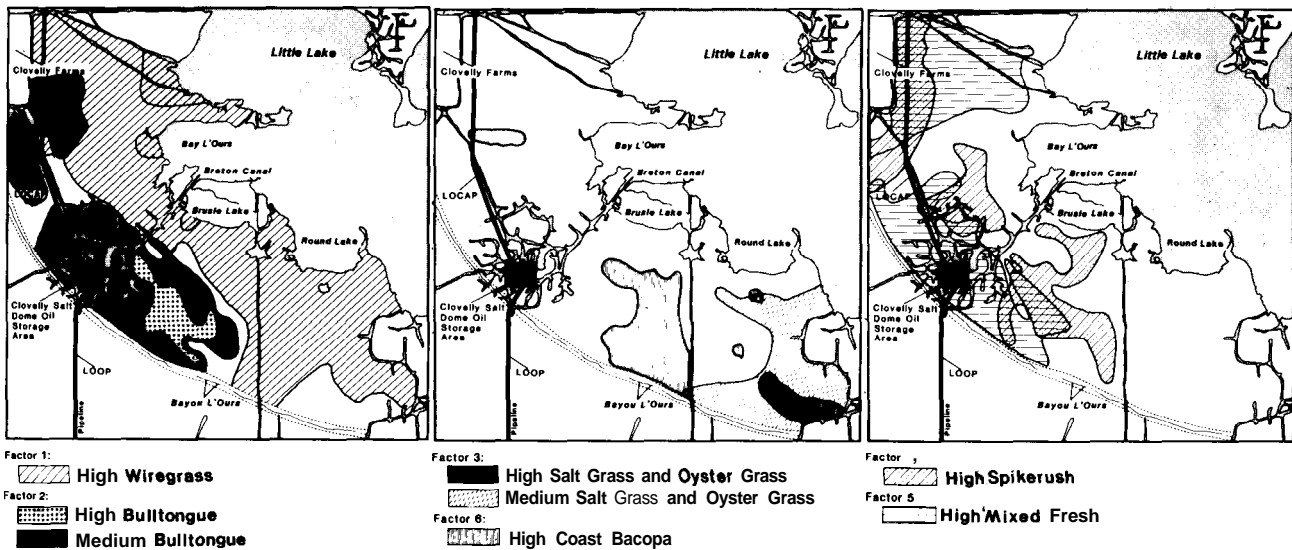 Little Lake
Clovelly Farms
Bay L'Ours
Breton Canal
LOCAP
Brusle Lake
Round Lake
Clovelly Salt
Dome Oil
Storage
Area
LOOP
Bayou L'Ours
Pipeline
Factor 1:
High Wiregrass
Factor 2:
High Bulltongue
Medium Bulltongue
Little Lake
Clovelly Farms
Bay L'Ours
Breton Canal
LOCAP
Brusle Lake
Round Lake
Clovelly Salt
Dome Oil
Storage
Area
LOOP
Bayou L'Ours
Pipeline
Factor 3:
High Salt Grass and Oyster Grass
Medium Salt Grass and Oyster Grass
Factor 6:
High Coast Bacopa
Little Lake
Clovelly Farms
Bay L'Ours
Breton Canal
LOCAP
Brusle Lake
Round Lake
Clovelly Salt
Dome Oil
Storage
Area
LOOP
Bayou L'Ours
Pipeline
Factor ,
High Spikerush
Factor 5
High'Mixed Fresh